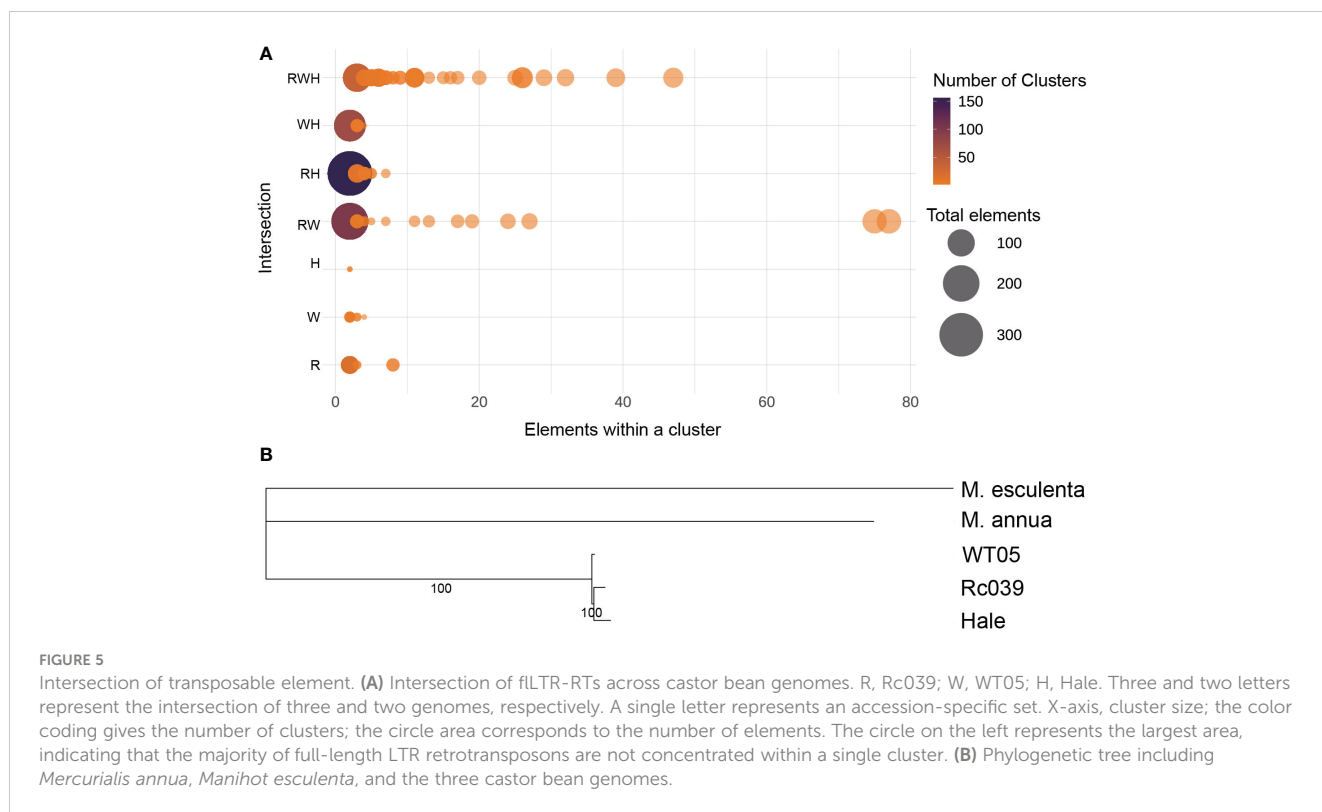 A
RWH
WH
RH
RW
H
W
R
Intersection
0 20 40 60 80
Elements within a cluster
Number of Clusters
150
100
50
Total elements
100
200
300
B
M. esculenta
M. annua
WT05
Rc039
Hale
100
100
FIGURE 5
Intersection of transposable element. (A) Intersection of flLTR-RTs across castor bean genomes. R, Rc039; W, WT05; H, Hale. Three and two letters
represent the intersection of three and two genomes, respectively. A single letter represents an accession-specific set. X-axis, cluster size; the color
coding gives the number of clusters; the circle area corresponds to the number of elements. The circle on the left represents the largest area,
indicating that the majority of full-length LTR retrotransposons are not concentrated within a single cluster. (B) Phylogenetic tree including
Mercurialis annua, Manihot esculenta, and the three castor bean genomes.